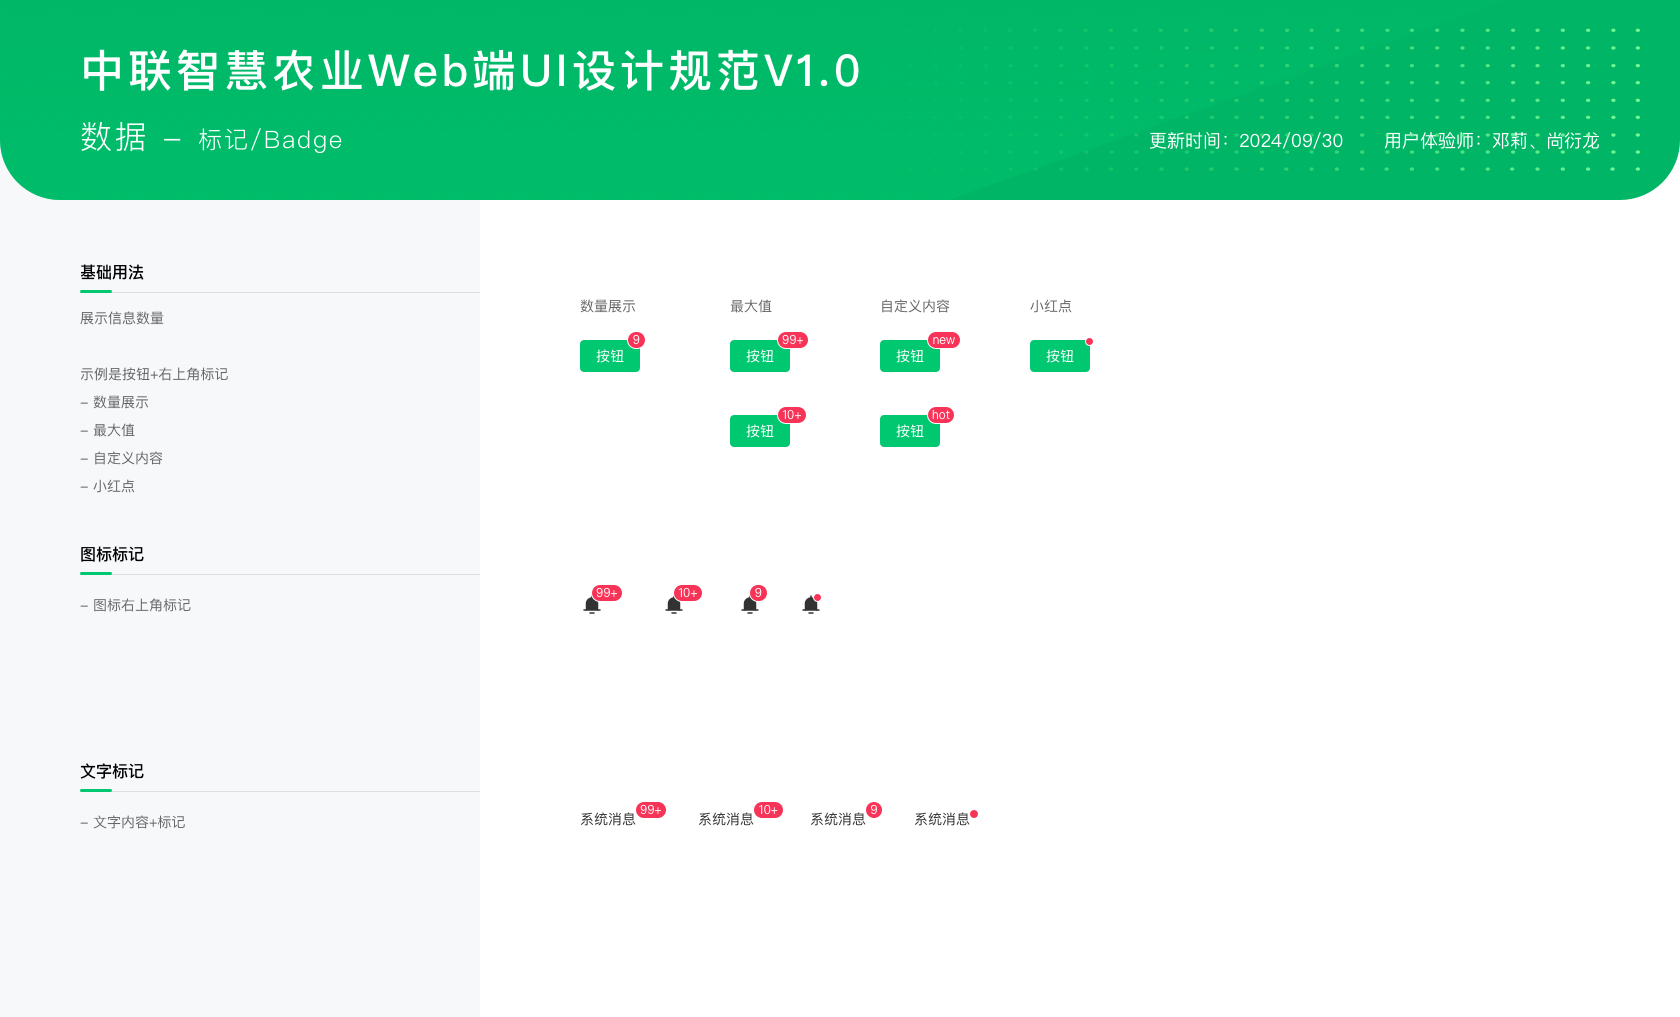 中联智慧农业Web端UI设计规范V1.0
数据 – 标记/Badge
更新时间：2024/09/30 用户体验师：邓莉、尚衍龙
基础用法
展示信息数量
示例是按钮+右上角标记
– 数量展示
– 最大值
– 自定义内容
– 小红点
数量展示 最大值 自定义内容 小红点
9 99+ new
按钮 按钮 按钮 按钮
10+ hot
按钮 按钮
图标标记
– 图标右上角标记
99+ 10+ 9
文字标记
– 文字内容+标记
系统消息 99+ 系统消息 10+ 系统消息 9 系统消息